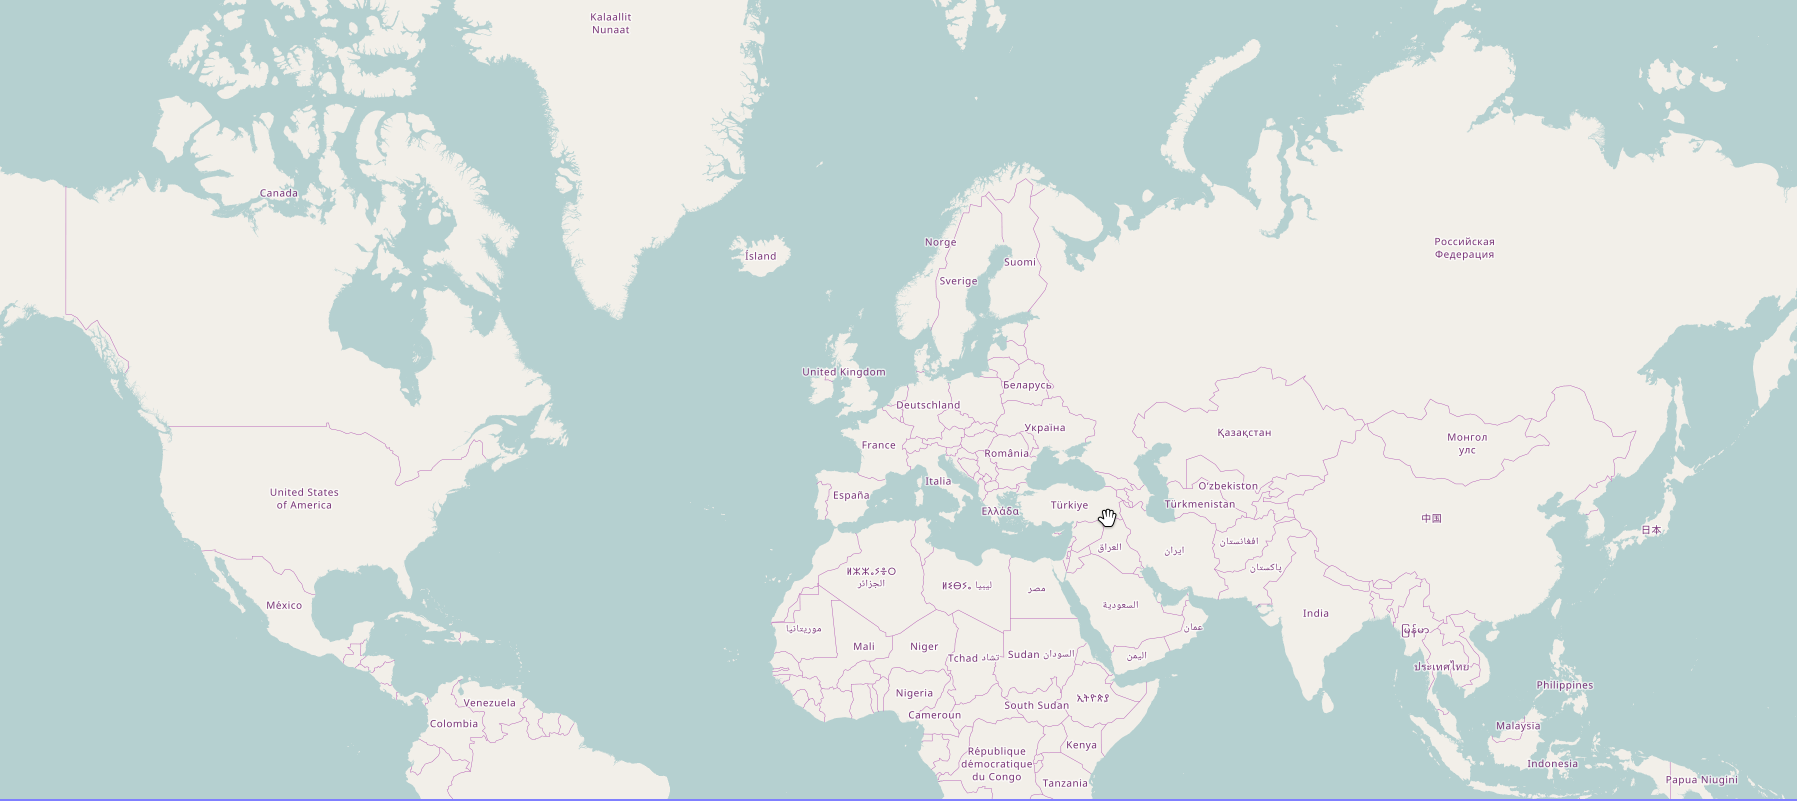 Kalaallit
Nunaat
Canada
Norge
Российская
Федерация
Ísland
Suomi
Sverige
United Kingdom
Беларусь
Deutschland
Україна
Қазақстан
Монгол
улс
France
România
Italia
Oʻzbekiston
United States
of America
España
Türkiye
Türkmenistan
Ελλάδα
中国
日本
العراق
ایران
افغانستان
پاکستان
ⵍⵣⵣⴰⵢⴻⵔ
الجزائر
ⵍⵉⴱⵢⴰ ليبيا
مصر
México
السعودية
India
موريتانيا
عمان
မြန်မာ
Mali
Niger
Tchad تشاد
Sudan السودان
اليمن
ประเทศไทย
Nigeria
ኢትዮጵያ
Philippines
Venezuela
South Sudan
Cameroun
Colombia
Malaysia
Kenya
République
démocratique
du Congo
Indonesia
Tanzania
Papua Niugini